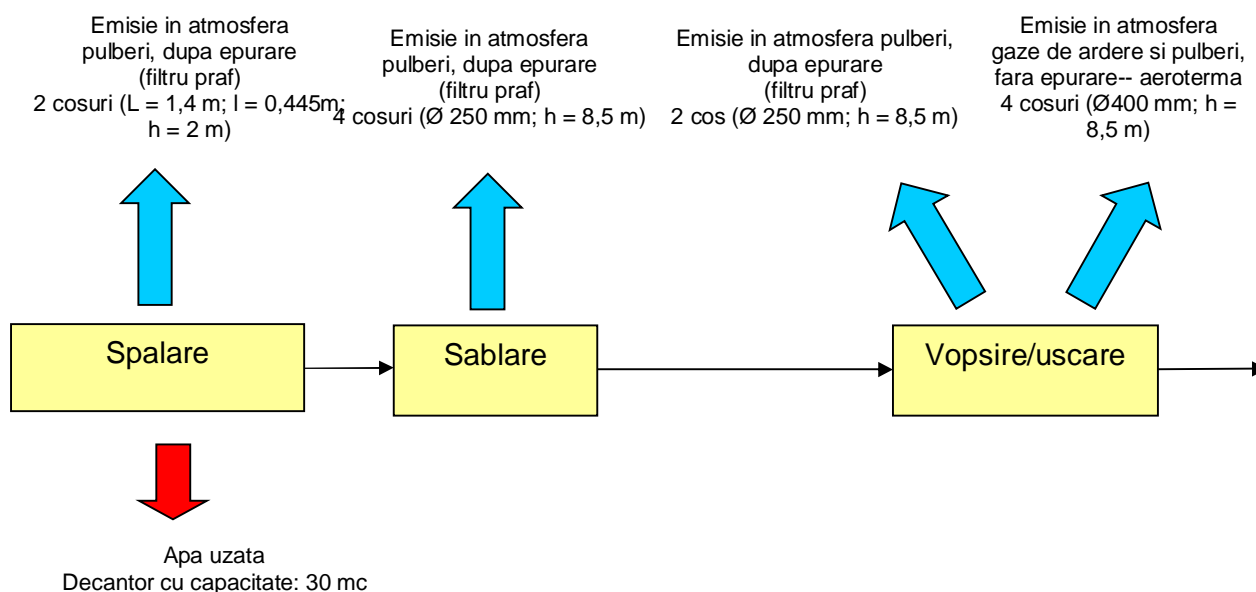 Emisie in atmosfera
pulberi, dupa epurare
(filtru praf)
2 cosuri (L = 1,4 m; l = 0,445m;
h = 2 m)
Emisie in atmosfera
pulberi, dupa epurare
(filtru praf)
4 cosuri (Ø 250 mm; h = 8,5 m)
Emisie in atmosfera pulberi,
dupa epurare
(filtru praf)
2 cos (Ø 250 mm; h = 8,5 m)
Emisie in atmosfera
gaze de ardere si pulberi,
fara epurare-- aeroterma
4 cosuri (Ø400 mm; h =
8,5 m)
Spalare
Sablare
Vopsire/uscare
Apa uzata
Decantor cu capacitate: 30 mc